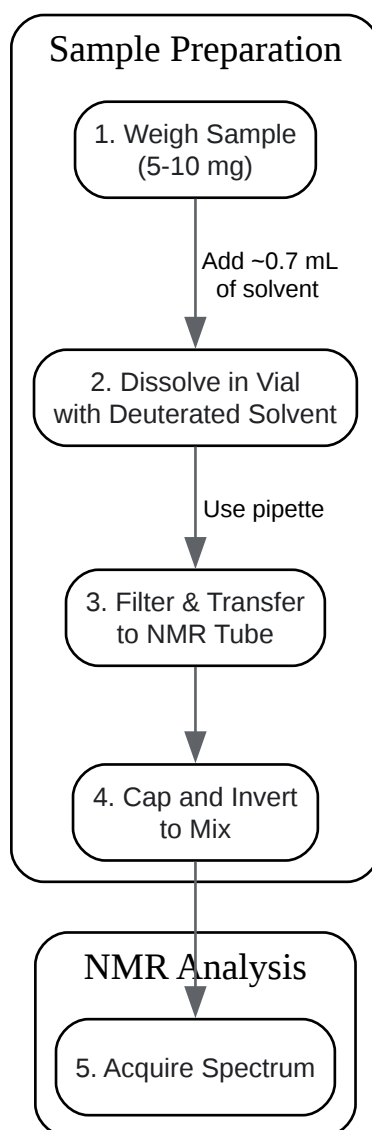 Sample Preparation
1. Weigh Sample
(5-10 mg)
Add ~0.7 mL
of solvent
2. Dissolve in Vial
with Deuterated Solvent
Use pipette
3. Filter & Transfer
to NMR Tube
4. Cap and Invert
to Mix
NMR Analysis
5. Acquire Spectrum